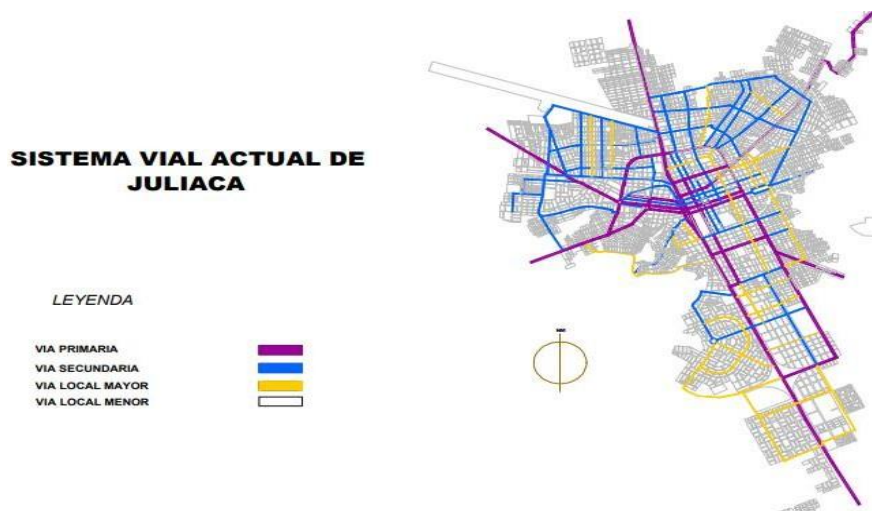 SISTEMA VIAL ACTUAL DE
JULIACA
LEYENDA
VIA PRIMARIA
VIA SECUNDARIA
VIA LOCAL MAYOR
VIA LOCAL MENOR